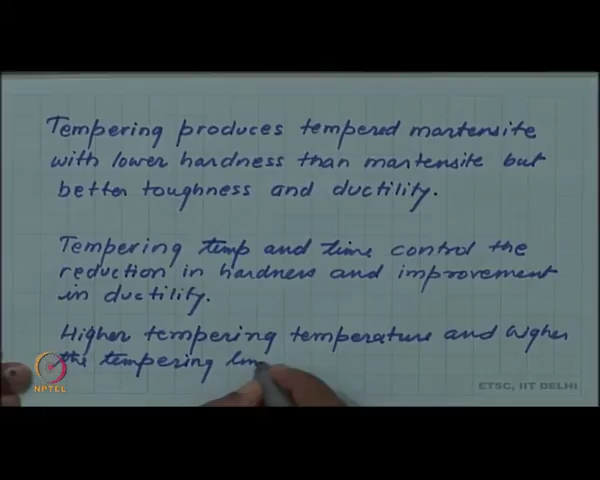 Tempering produces tempered martensite
with lower hardness than martensite but
better toughness and ductility.
Tempering temp and time control the
reduction in hardness and improvement
in ductility.
Higher tempering temperature and higher
the tempering
NPTEL
ETSC, IIT DELHI